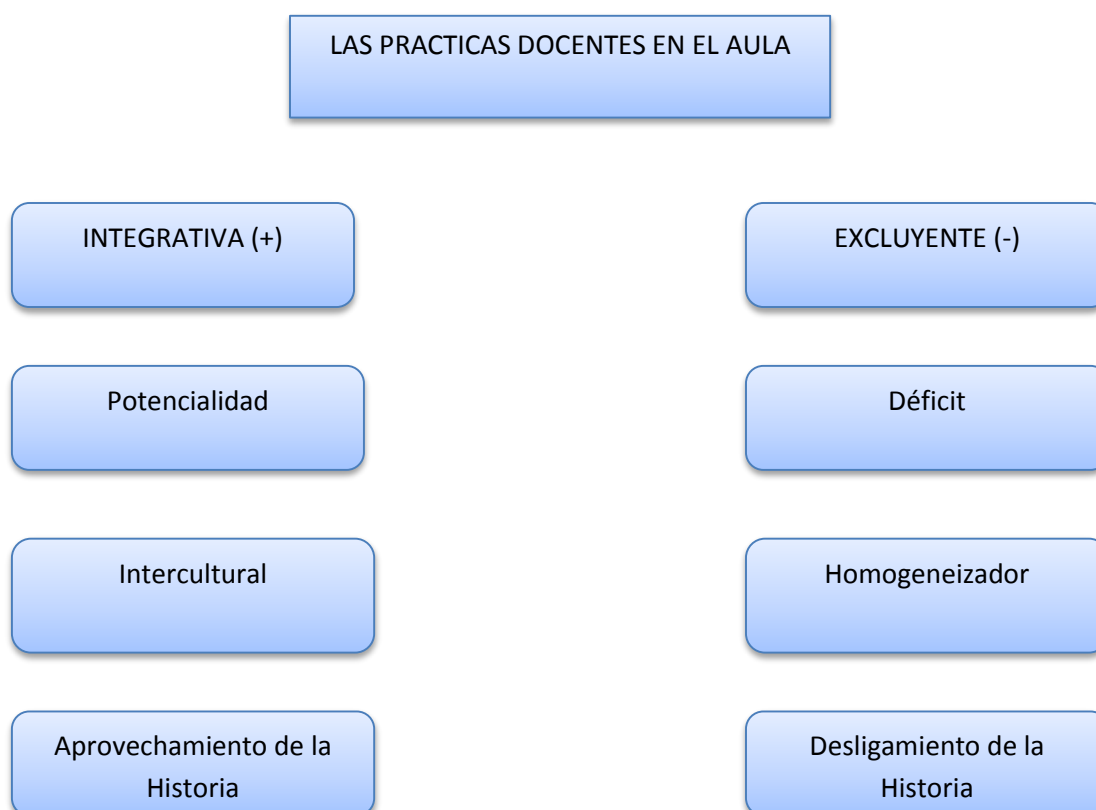 LAS PRACTICAS DOCENTES EN EL AULA
INTEGRATIVA (+)
EXCLUYENTE (-)
Potencialidad
Déficit
Intercultural
Homogeneizador
Aprovechamiento de la
Historia
Desligamiento de la
Historia